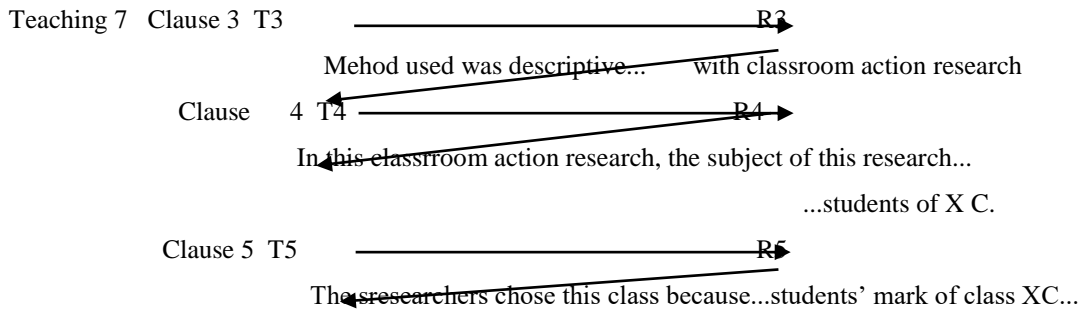 Teaching 7 Clause 3 T3 R3
Mehod used was descriptive... with classroom action research
Clause 4 T4 R4
In this classrroom action research, the subject of this research...
...students of X C.
Clause 5 T5 R5
The sresearchers chose this class because...students’ mark of class XC...